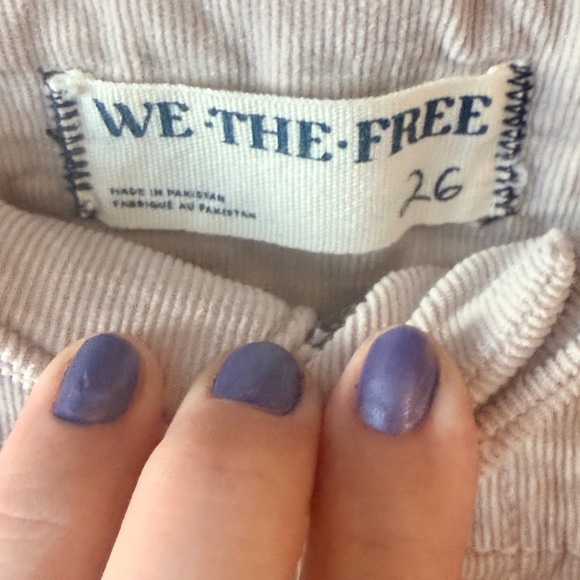 WE·THE·FREE
26
MADE IN PAKISTAN
FABRIQUÉ AU PAKISTAN